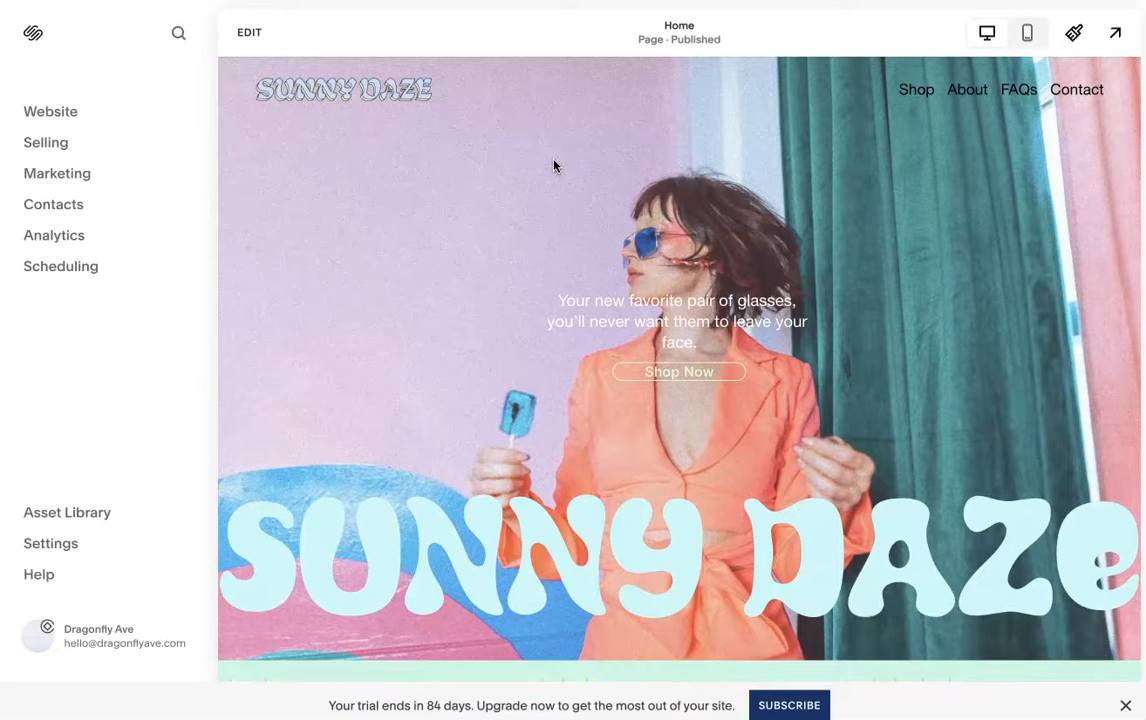 EDIT
Home
Page · Published
SUNNY DAZE
Shop About FAQs Contact
Website
Selling
Marketing
Contacts
Analytics
Scheduling
Your new favorite pair of glasses,
you'll never want them to leave your
face.
Shop Now
SUNNY DAZe
Asset Library
Settings
Help
Dragonfly Ave
hello@dragonflyave.com
Your trial ends in 84 days. Upgrade now to get the most out of your site. SUBSCRIBE